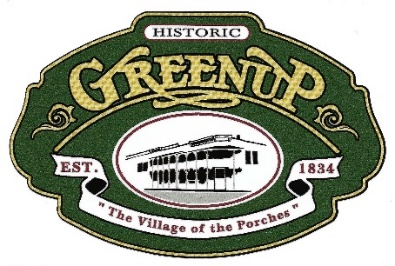 HISTORIC
GREENUP
EST. 1834
"The Village of the Porches"